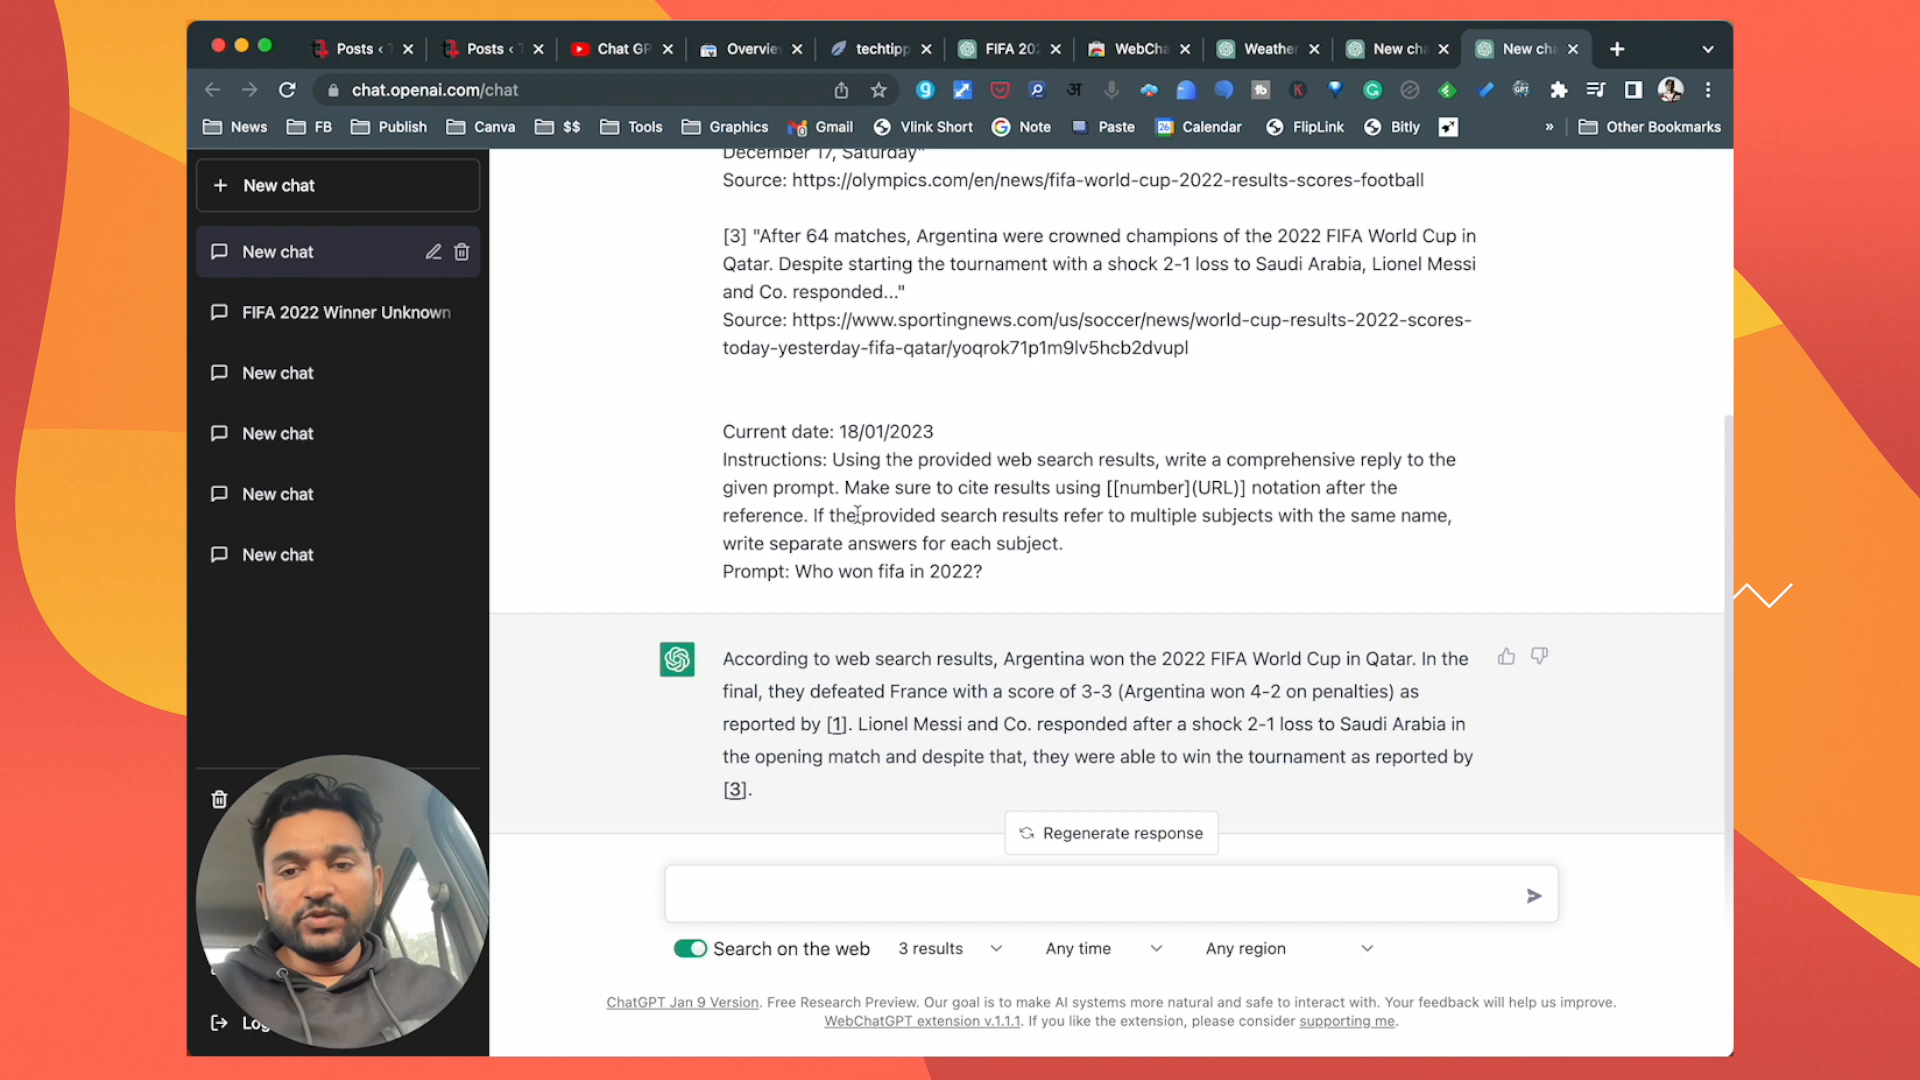 Posts ‹
Posts ‹
Chat GP
Overvie
techtipp
FIFA 20
WebCha
Weather
New cha
New cha
chat.openai.com/chat
News
FB
Publish
Canva
$$
Tools
Graphics
Gmail
Vlink Short
Note
Paste
Calendar
FlipLink
Bitly
»
Other Bookmarks
New chat
New chat
FIFA 2022 Winner Unknown
New chat
New chat
New chat
New chat
December 17, Saturday"
Source: https://olympics.com/en/news/fifa-world-cup-2022-results-scores-football
[3] "After 64 matches, Argentina were crowned champions of the 2022 FIFA World Cup in
Qatar. Despite starting the tournament with a shock 2-1 loss to Saudi Arabia, Lionel Messi
and Co. responded..."
Source: https://www.sportingnews.com/us/soccer/news/world-cup-results-2022-scores-
today-yesterday-fifa-qatar/yoqrok71p1m9lv5hcb2dvupl
Current date: 18/01/2023
Instructions: Using the provided web search results, write a comprehensive reply to the
given prompt. Make sure to cite results using [[number](URL)] notation after the
reference. If the provided search results refer to multiple subjects with the same name,
write separate answers for each subject.
Prompt: Who won fifa in 2022?
According to web search results, Argentina won the 2022 FIFA World Cup in Qatar. In the
final, they defeated France with a score of 3-3 (Argentina won 4-2 on penalties) as
reported by [1]. Lionel Messi and Co. responded after a shock 2-1 loss to Saudi Arabia in
the opening match and despite that, they were able to win the tournament as reported by
[3].
Regenerate response
Search on the web
3 results
Any time
Any region
ChatGPT Jan 9 Version. Free Research Preview. Our goal is to make AI systems more natural and safe to interact with. Your feedback will help us improve.
WebChatGPT extension v.1.1.1. If you like the extension, please consider supporting me.